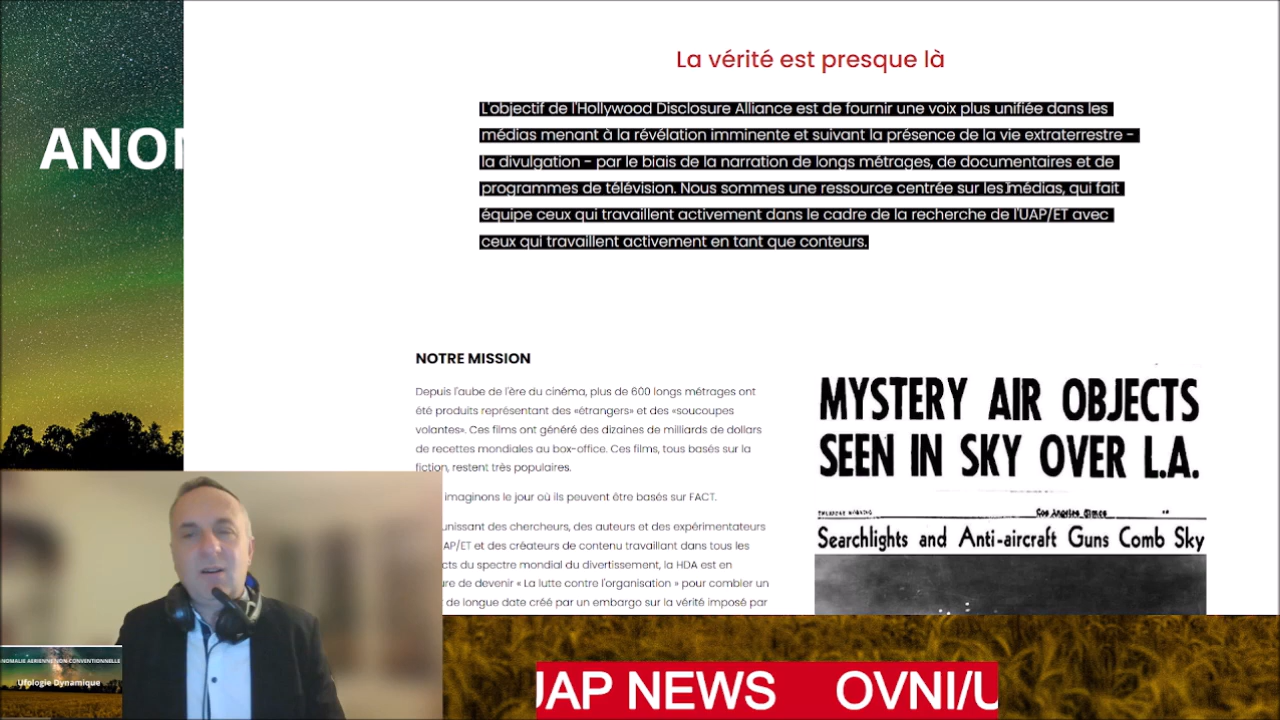 La vérité est presque là
L'objectif de l'Hollywood Disclosure Alliance est de fournir une voix plus unifiée dans les
médias menant à la révélation imminente et suivant la présence de la vie extraterrestre -
la divulgation - par le biais de la narration de longs métrages, de documentaires et de
programmes de télévision. Nous sommes une ressource centrée sur les médias, qui fait
équipe ceux qui travaillent activement dans le cadre de la recherche de l'UAP/ET avec
ceux qui travaillent activement en tant que conteurs.
ANOM
NOTRE MISSION
Depuis l'aube de l'ère du cinéma, plus de 600 longs métrages ont
été produits représentant des «étrangers» et des «soucoupes
volantes». Ces films ont généré des dizaines de milliards de dollars
de recettes mondiales au box-office. Ces films, tous basés sur la
fiction, restent très populaires.
imaginons le jour où ils peuvent être basés sur FACT.
unissant des chercheurs, des auteurs et des expérimentateurs
AP/ET et des créateurs de contenu travaillant dans tous les
cts du spectre mondial du divertissement, la HDA est en
ure de devenir « La lutte contre l'organisation » pour combler un
de longue date créé par un embargo sur la vérité imposé par
MYSTERY AIR OBJECTS
SEEN IN SKY OVER L.A.
Los Angeles Times
Searchlights and Anti-aircraft Guns Comb Sky
NOMALIE AERIENNE NON-CONVENTIONNELLE
Ufologie Dynamique
UAP NEWS OVNI/U